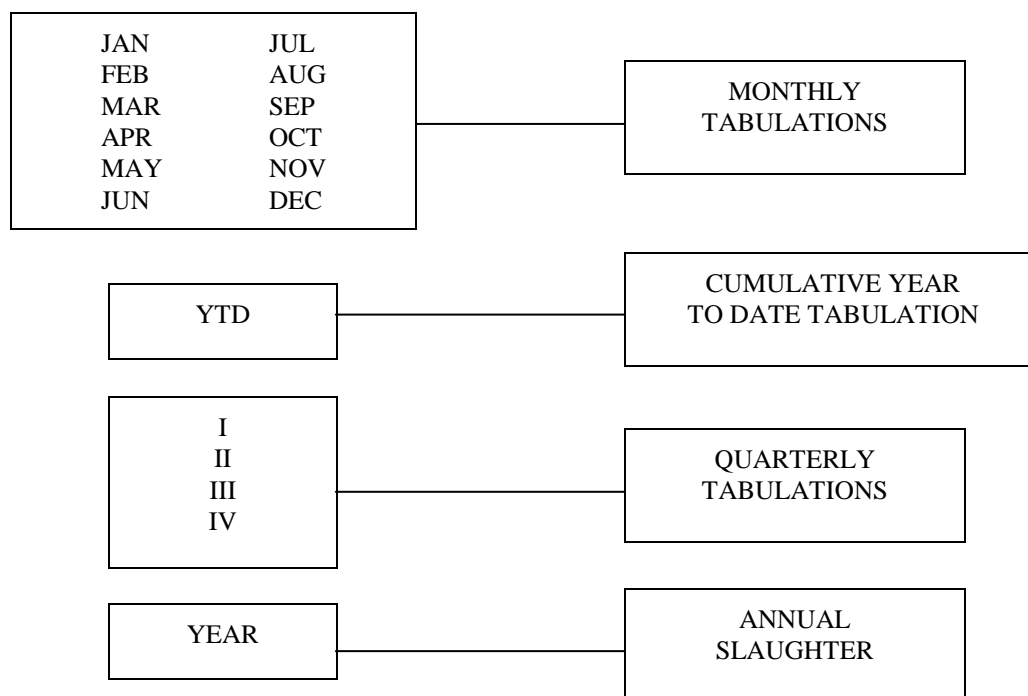 JAN JUL
FEB AUG
MAR SEP
APR OCT
MAY NOV
JUN DEC
MONTHLY
TABULATIONS
YTD
CUMULATIVE YEAR
TO DATE TABULATION
I
II
III
IV
QUARTERLY
TABULATIONS
YEAR
ANNUAL
SLAUGHTER